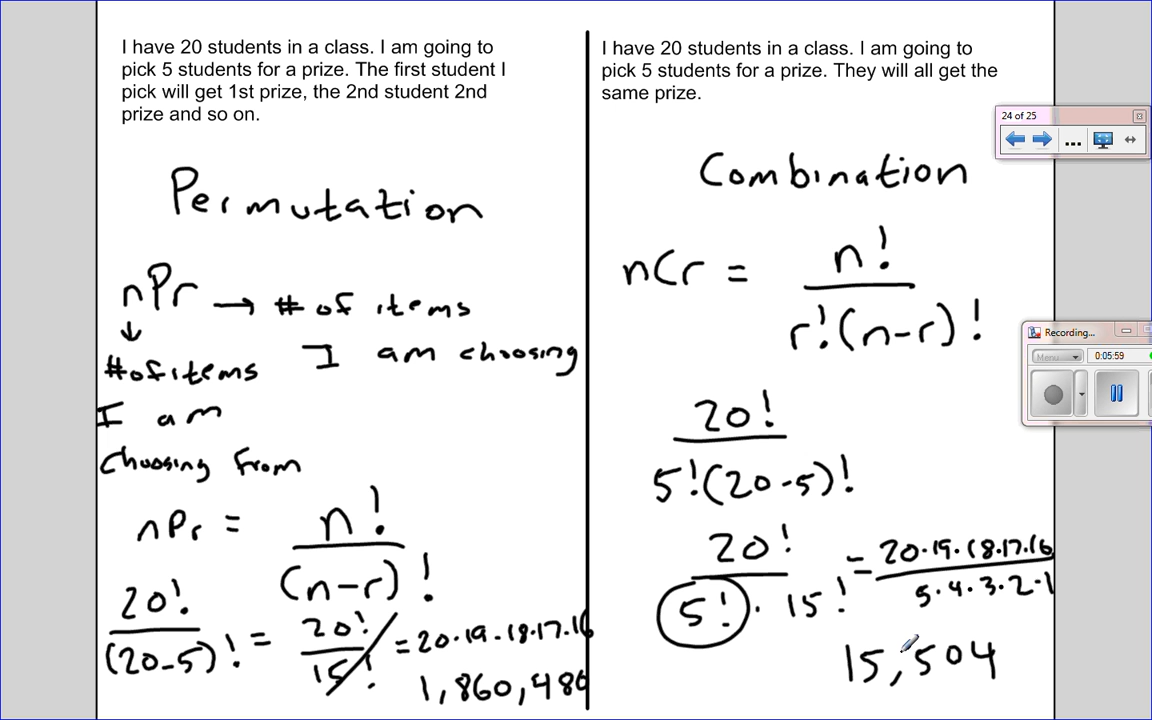 I have 20 students in a class. I am going to
pick 5 students for a prize. The first student I
pick will get 1st prize, the 2nd student 2nd
prize and so on.
Permutation
nPr → # of items
↓ I am choosing
# of items
I am
choosing from
nPr = n!
(n-r)!
20!
(20-5)! = 20!
15! = 20·19·18·17·16
1,860,480
I have 20 students in a class. I am going to
pick 5 students for a prize. They will all get the
same prize.
Combination
nCr = n!
r!(n-r)!
20!
5!(20-5)!
20!
5! · 15! = 20·19·18·17·16
5·4·3·2·1
15,504
24 of 25
...
Recording...
Menu
0:05:59